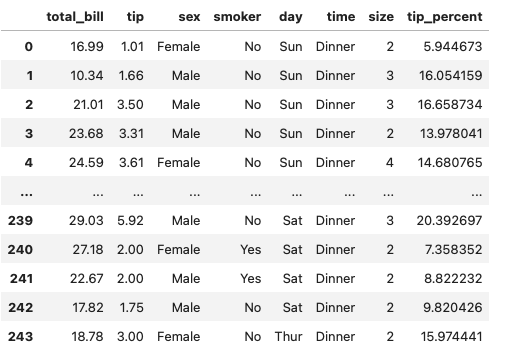 total_bill tip sex smoker day time size tip_percent
0 16.99 1.01 Female No Sun Dinner 2 5.944673
1 10.34 1.66 Male No Sun Dinner 3 16.054159
2 21.01 3.50 Male No Sun Dinner 3 16.658734
3 23.68 3.31 Male No Sun Dinner 2 13.978041
4 24.59 3.61 Female No Sun Dinner 4 14.680765
... ... ... ... ... ... ... ... ...
239 29.03 5.92 Male No Sat Dinner 3 20.392697
240 27.18 2.00 Female Yes Sat Dinner 2 7.358352
241 22.67 2.00 Male Yes Sat Dinner 2 8.822232
242 17.82 1.75 Male No Sat Dinner 2 9.820426
243 18.78 3.00 Female No Thur Dinner 2 15.974441